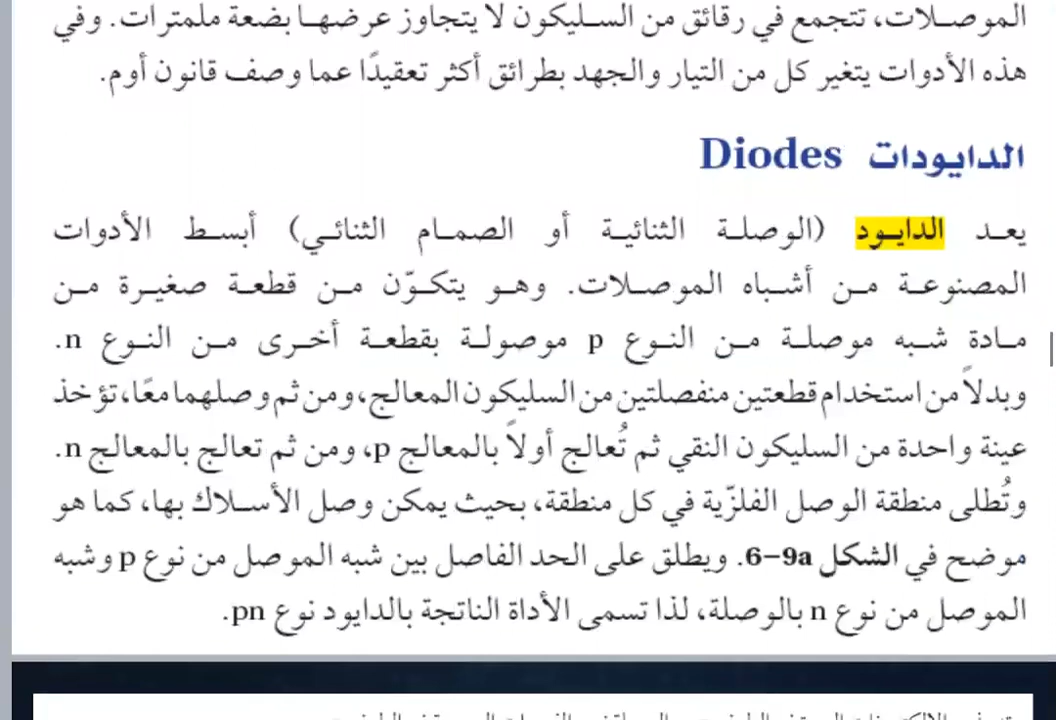 الموصلات، تتجمع في رقائق من السليكون لا يتجاوز عرضها بضعة ملمترات. وفي
هذه الأدوات يتغير كل من التيار والجهد بطرائق أكثر تعقيدًا عما وصف قانون أوم.
الدايودات Diodes
يعد الدايود (الوصلة الثنائية أو الصمام الثنائي) أبسط الأدوات
المصنوعة من أشباه الموصلات. وهو يتكوّن من قطعة صغيرة من
مادة شبه موصلة من النوع p موصولة بقطعة أخرى من النوع n.
وبدلاً من استخدام قطعتين منفصلتين من السليكون المعالج، ومن ثم وصلهما معًا، تؤخذ
عينة واحدة من السليكون النقي ثم تُعالج أولاً بالمعالج p، ومن ثم تعالج بالمعالج n.
وتُطلى منطقة الوصل الفلزّية في كل منطقة، بحيث يمكن وصل الأسلاك بها، كما هو
موضح في الشكل 6-9a. ويطلق على الحد الفاصل بين شبه الموصل من نوع p وشبه
الموصل من نوع n بالوصلة، لذا تسمى الأداة الناتجة بالدايود نوع pn.